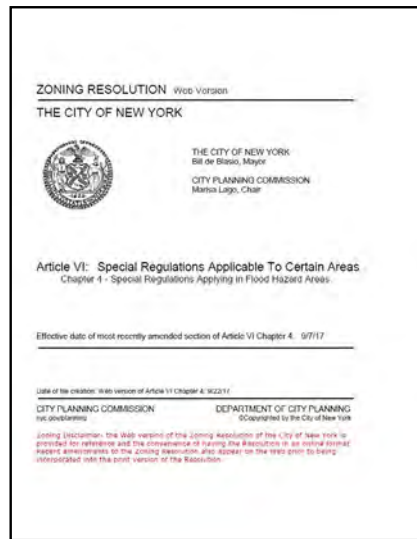 ZONING RESOLUTION Web Version
THE CITY OF NEW YORK
THE CITY OF NEW YORK
Bill de Blasio, Mayor
CITY PLANNING COMMISSION
Marisa Lago, Chair
Article VI: Special Regulations Applicable To Certain Areas
Chapter 4 - Special Regulations Applying in Flood Hazard Areas
Effective date of most recently amended section of Article VI Chapter 4: 9/7/17
Date of file creation: Web version of Article VI Chapter 4: 9/22/17
CITY PLANNING COMMISSION DEPARTMENT OF CITY PLANNING
nyc.gov/planning ©Copyrighted by the City of New York
Zoning Disclaimer- the Web version of the Zoning Resolution of the City of New York is
provided for reference and the convenience of having the Resolution in an online format.
Recent amendments to the Zoning Resolution also appear on the Web prior to being
incorporated into the print version of the Resolution.